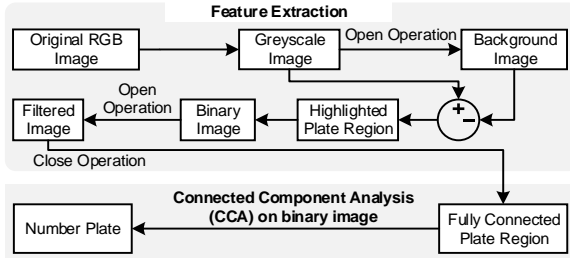 Feature Extraction
Original RGB
Image
Greyscale
Image
Open Operation
Background
Image
+
−
Highlighted
Plate Region
Binary
Image
Open
Operation
Filtered
Image
Close Operation
Connected Component Analysis
(CCA) on binary image
Fully Connected
Plate Region
Number Plate